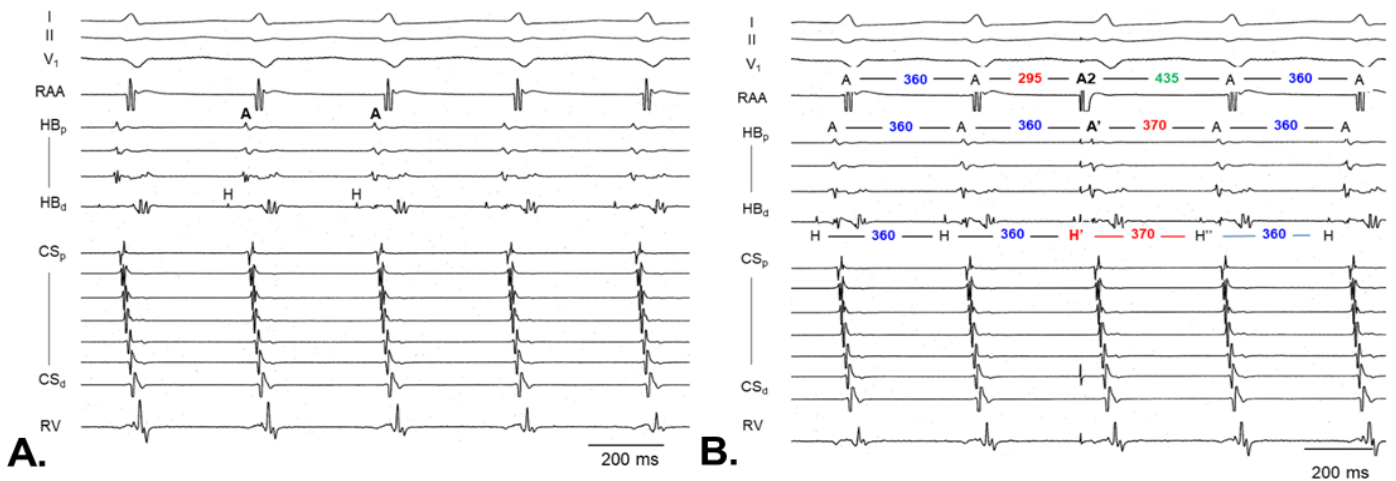 I
II
V1
RAA
A A
HBp
H H
HBd
CSp
CSd
RV
200 ms
A.
I
II
V1
A 360 A 295 A2 435 A 360 A
RAA
HBp
A 360 A 360 A' 370 A 360 A
HBd
H 360 H 360 H' 370 H'' 360 H
CSp
CSd
RV
200 ms
B.